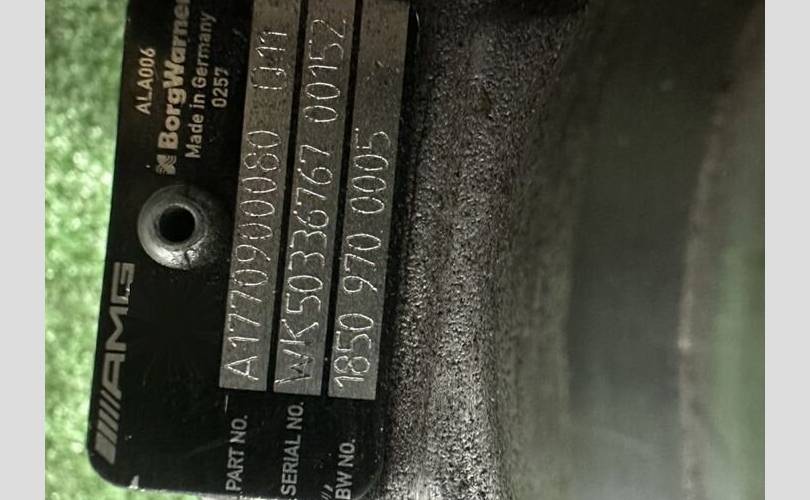 ALA006
BorgWarner
Made in Germany
0257
AMG
PART NO. A1770900080 Q11
SERIAL NO. WK50336767 00152
BW NO. 1850 970 0005